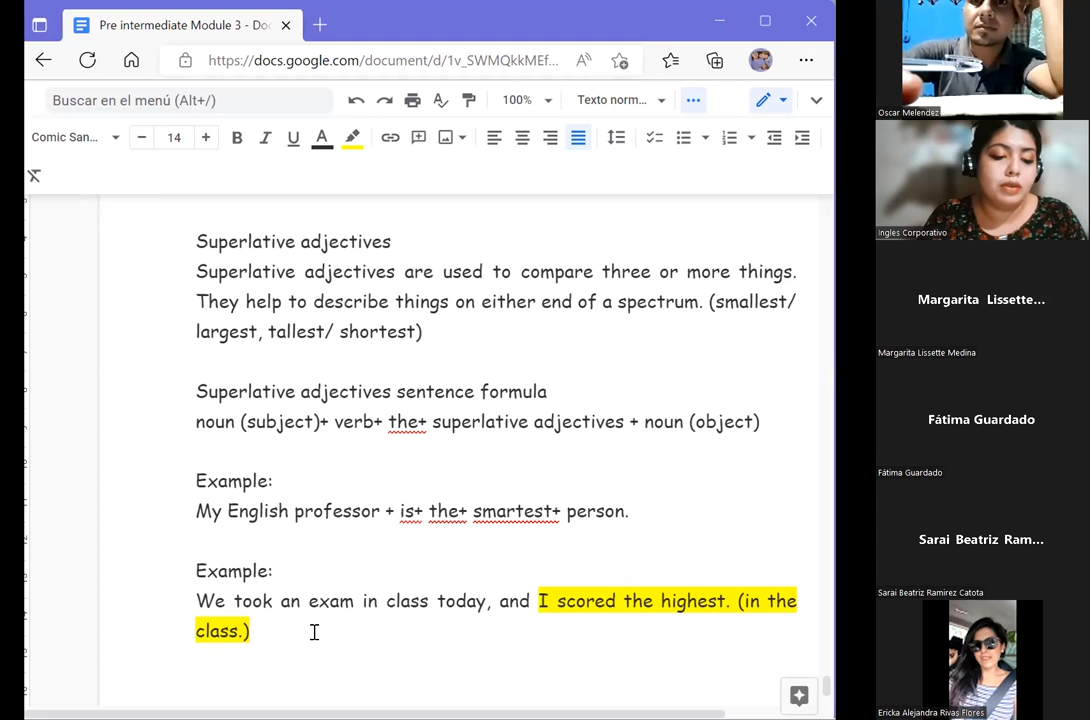 Pre intermediate Module 3 - Doc
https://docs.google.com/document/d/1v_SWMQkkMEf...
Buscar en el menú (Alt+/)
100%
Texto norm...
Comic San...
14
Superlative adjectives
Superlative adjectives are used to compare three or more things.
They help to describe things on either end of a spectrum. (smallest/
largest, tallest/ shortest)
Superlative adjectives sentence formula
noun (subject)+ verb+ the+ superlative adjectives + noun (object)
Example:
My English professor + is+ the+ smartest+ person.
Example:
We took an exam in class today, and I scored the highest. (in the
class.)
Oscar Melendez
Ingles Corporativo
Margarita Lissette...
Margarita Lissette Medina
Fátima Guardado
Fátima Guardado
Sarai Beatriz Ram...
Sarai Beatriz Ramirez Catota
Ericka Alejandra Rivas Flores